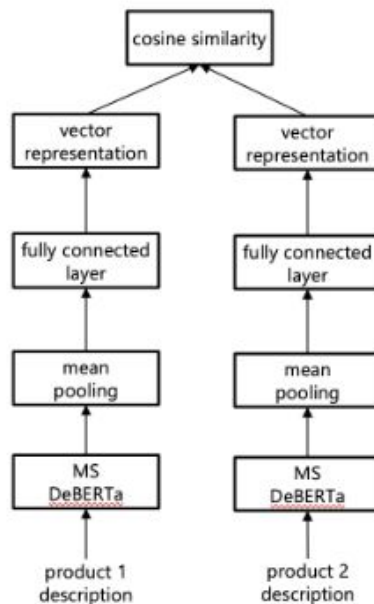 cosine similarity
vector
representation
vector
representation
fully connected
layer
fully connected
layer
mean
pooling
mean
pooling
MS
DeBERTa
MS
DeBERTa
product 1
description
product 2
description